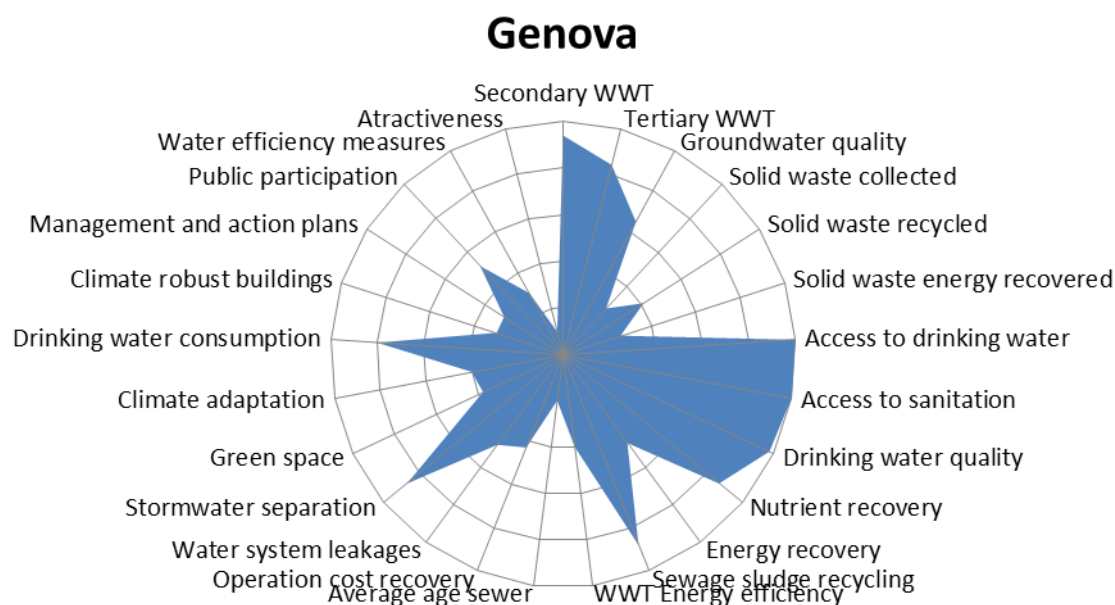 Genova
Secondary WWT
Tertiary WWT
Groundwater quality
Solid waste collected
Solid waste recycled
Solid waste energy recovered
Access to drinking water
Access to sanitation
Drinking water quality
Nutrient recovery
Energy recovery
Sewage sludge recycling
WWT Energy efficiency
Average age sewer
Operation cost recovery
Water system leakages
Stormwater separation
Green space
Climate adaptation
Drinking water consumption
Climate robust buildings
Management and action plans
Public participation
Water efficiency measures
Atractiveness